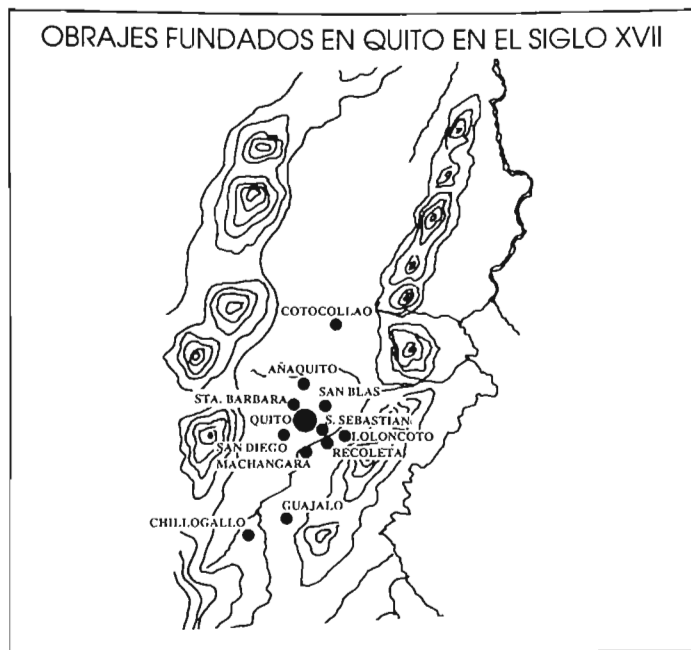 OBRAJES FUNDADOS EN QUITO EN EL SIGLO XVII
COTOCOLLAO
AÑAQUITO
STA. BARBARA
SAN BLAS
QUITO
S. SEBASTIAN
LOLONCOTO
SAN DIEGO
RECOLETA
MACHANGARA
GUAJALO
CHILLOGALLO